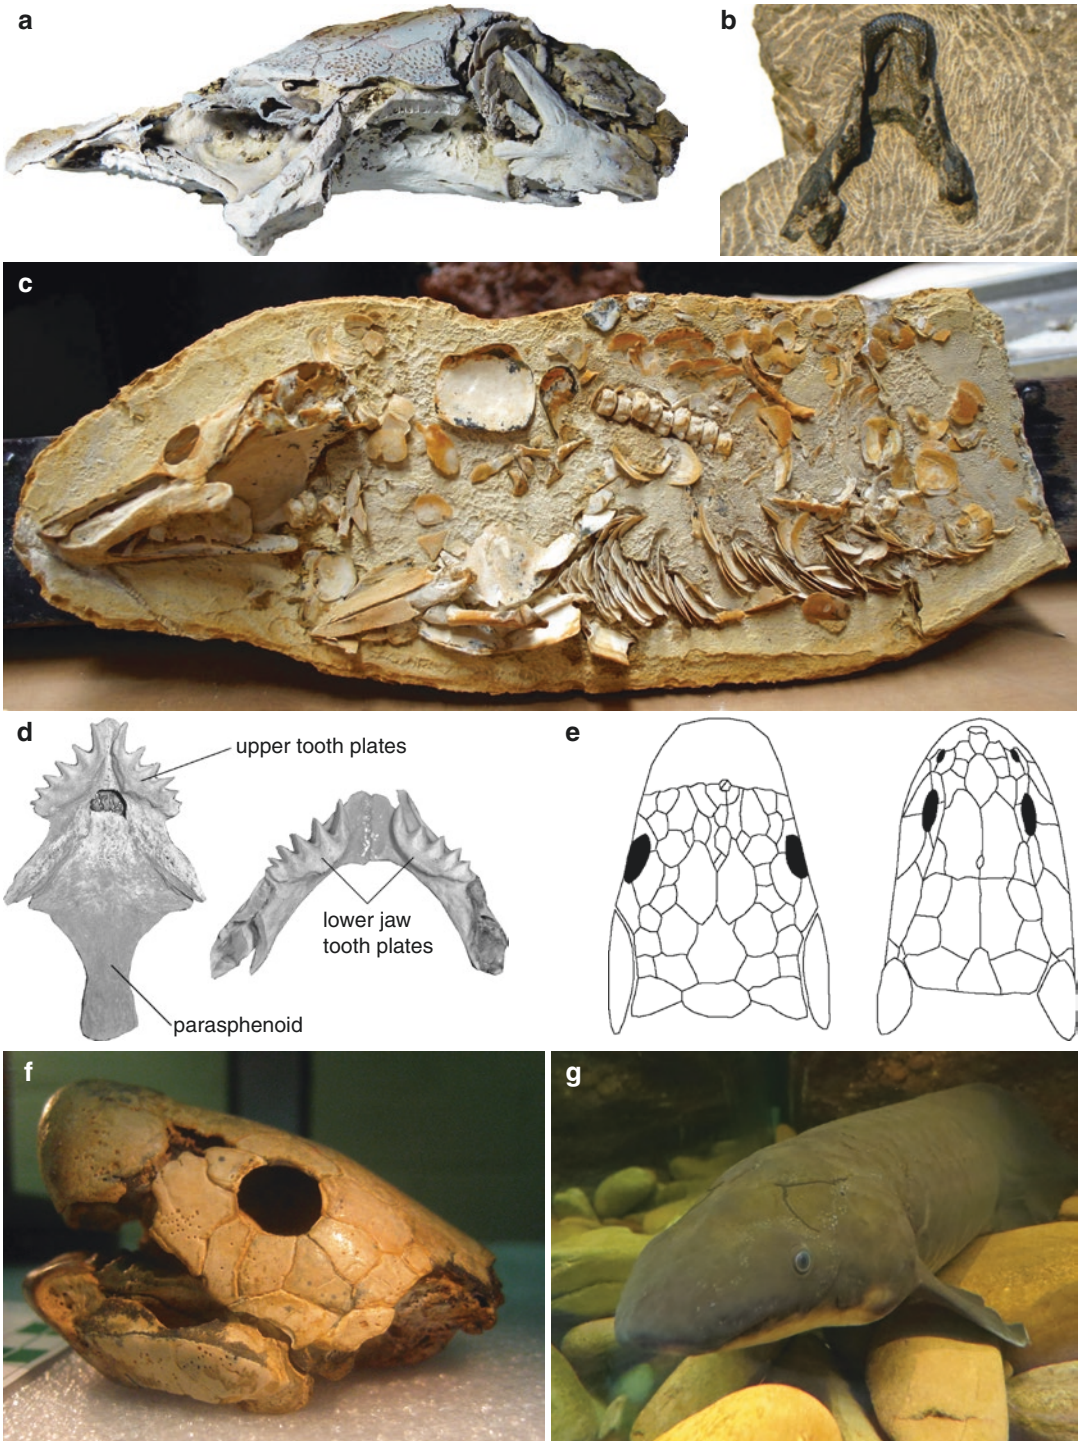 a
b
c
d
upper tooth plates
lower jaw
tooth plates
parasphenoid
e
f
g